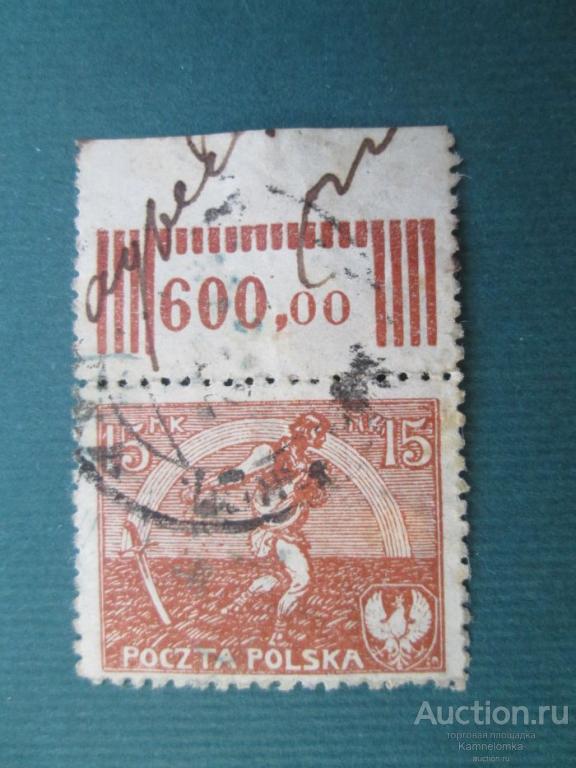 600,00
15 MK MK 15
POCZTA POLSKA
Auction.ru
торговая площадка
Kamnelomka
auction.ru